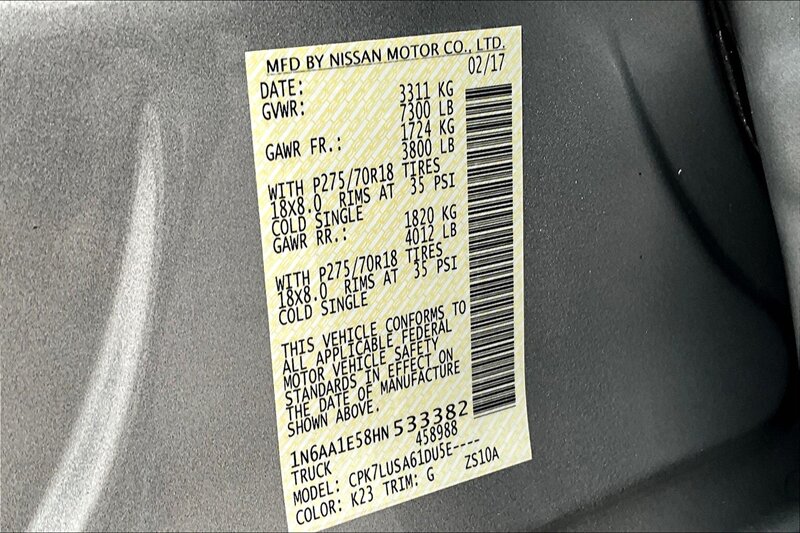 MFD BY NISSAN MOTOR CO., LTD.
DATE: 02/17
GVWR: 3311 KG
7300 LB
GAWR FR.: 1724 KG
3800 LB
WITH P275/70R18 TIRES
18X8.0 RIMS AT 35 PSI
COLD SINGLE
GAWR RR.: 1820 KG
4012 LB
WITH P275/70R18 TIRES
18X8.0 RIMS AT 35 PSI
COLD SINGLE
THIS VEHICLE CONFORMS TO
ALL APPLICABLE FEDERAL
MOTOR VEHICLE SAFETY
STANDARDS IN EFFECT ON
THE DATE OF MANUFACTURE
SHOWN ABOVE.
1N6AA1E58HN533382
TRUCK 458988
MODEL: CPK7LUSA61DU5E----
COLOR: K23 TRIM: G ZS10A